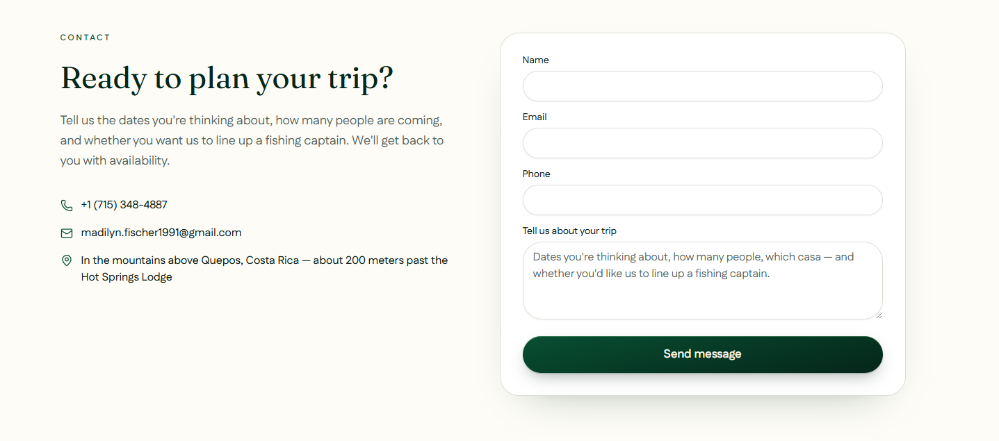 CONTACT
Ready to plan your trip?
Tell us the dates you're thinking about, how many people are coming,
and whether you want us to line up a fishing captain. We'll get back to
you with availability.
+1 (715) 348-4887
madilyn.fischer1991@gmail.com
In the mountains above Quepos, Costa Rica — about 200 meters past the
Hot Springs Lodge
Name
Email
Phone
Tell us about your trip
Dates you're thinking about, how many people, which casa — and
whether you'd like us to line up a fishing captain.
Send message